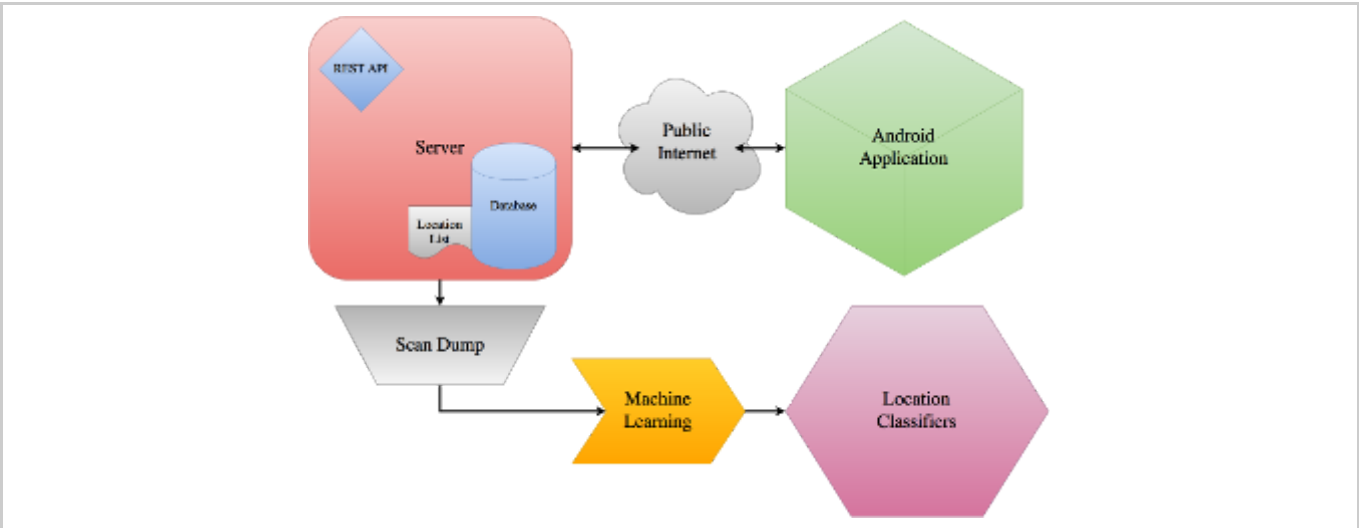 REST API
Server
Database
Location
List
Public
Internet
Android
Application
Scan Dump
Machine
Learning
Location
Classifiers